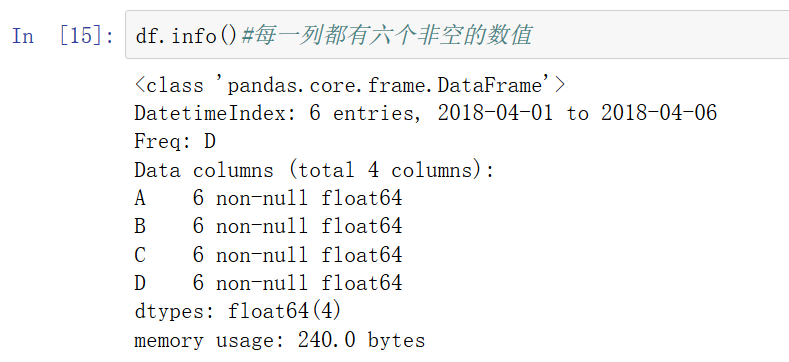 In [15]: df.info()#每一列都有六个非空的数值
<class 'pandas.core.frame.DataFrame'>
DatetimeIndex: 6 entries, 2018-04-01 to 2018-04-06
Freq: D
Data columns (total 4 columns):
A    6 non-null float64
B    6 non-null float64
C    6 non-null float64
D    6 non-null float64
dtypes: float64(4)
memory usage: 240.0 bytes